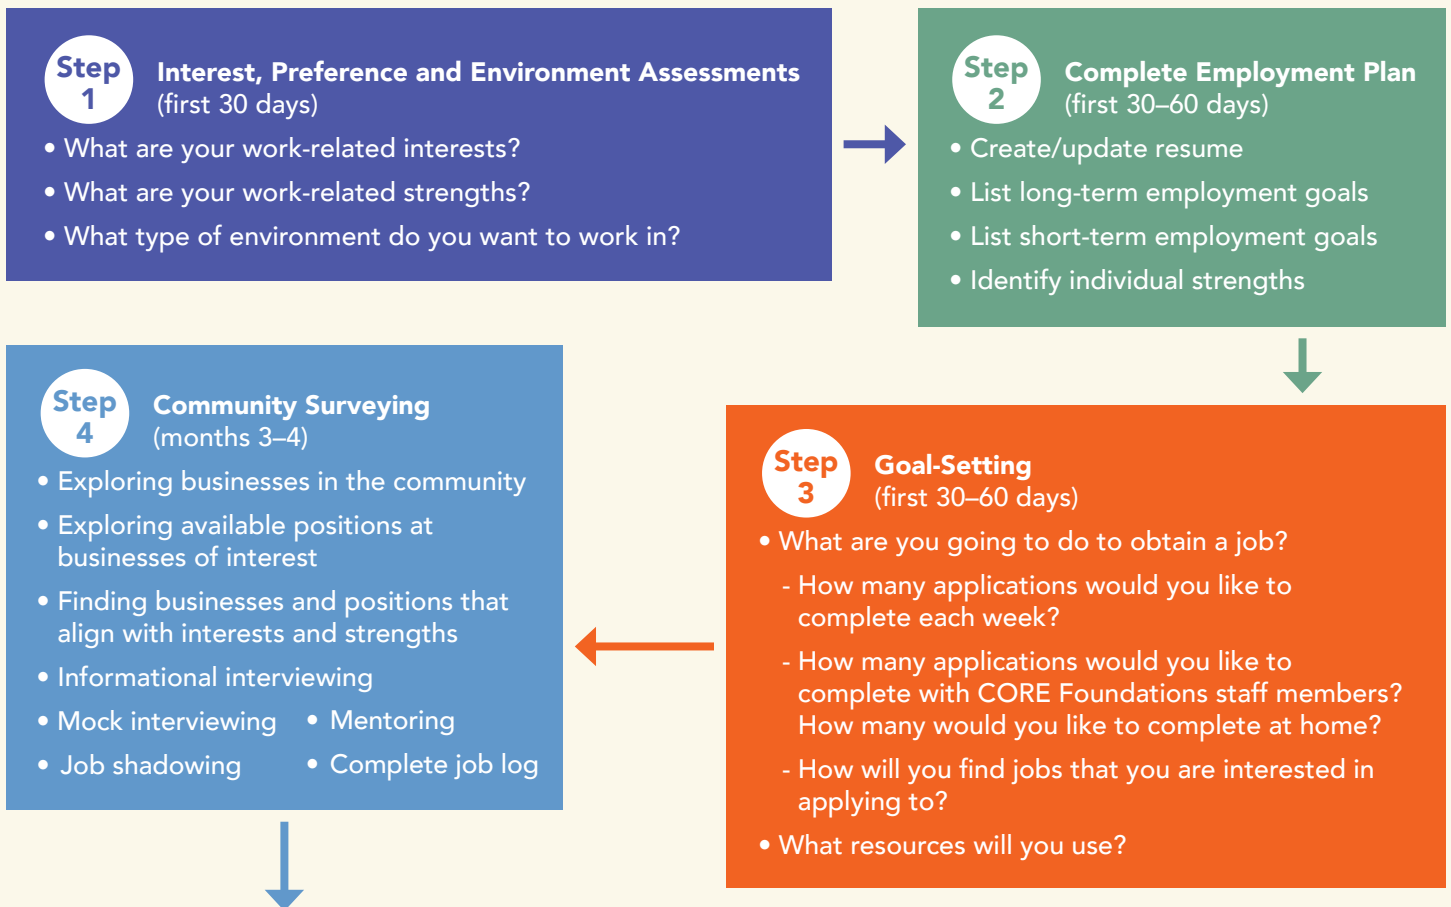 Step
1
Interest, Preference and Environment Assessments
(first 30 days)
• What are your work-related interests?
• What are your work-related strengths?
• What type of environment do you want to work in?
Step
2
Complete Employment Plan
(first 30–60 days)
• Create/update resume
• List long-term employment goals
• List short-term employment goals
• Identify individual strengths
Step
3
Goal-Setting
(first 30–60 days)
• What are you going to do to obtain a job?
- How many applications would you like to
complete each week?
- How many applications would you like to
complete with CORE Foundations staff members?
How many would you like to complete at home?
- How will you find jobs that you are interested in
applying to?
• What resources will you use?
Step
4
Community Surveying
(months 3–4)
• Exploring businesses in the community
• Exploring available positions at
businesses of interest
• Finding businesses and positions that
align with interests and strengths
• Informational interviewing
• Mock interviewing • Mentoring
• Job shadowing • Complete job log